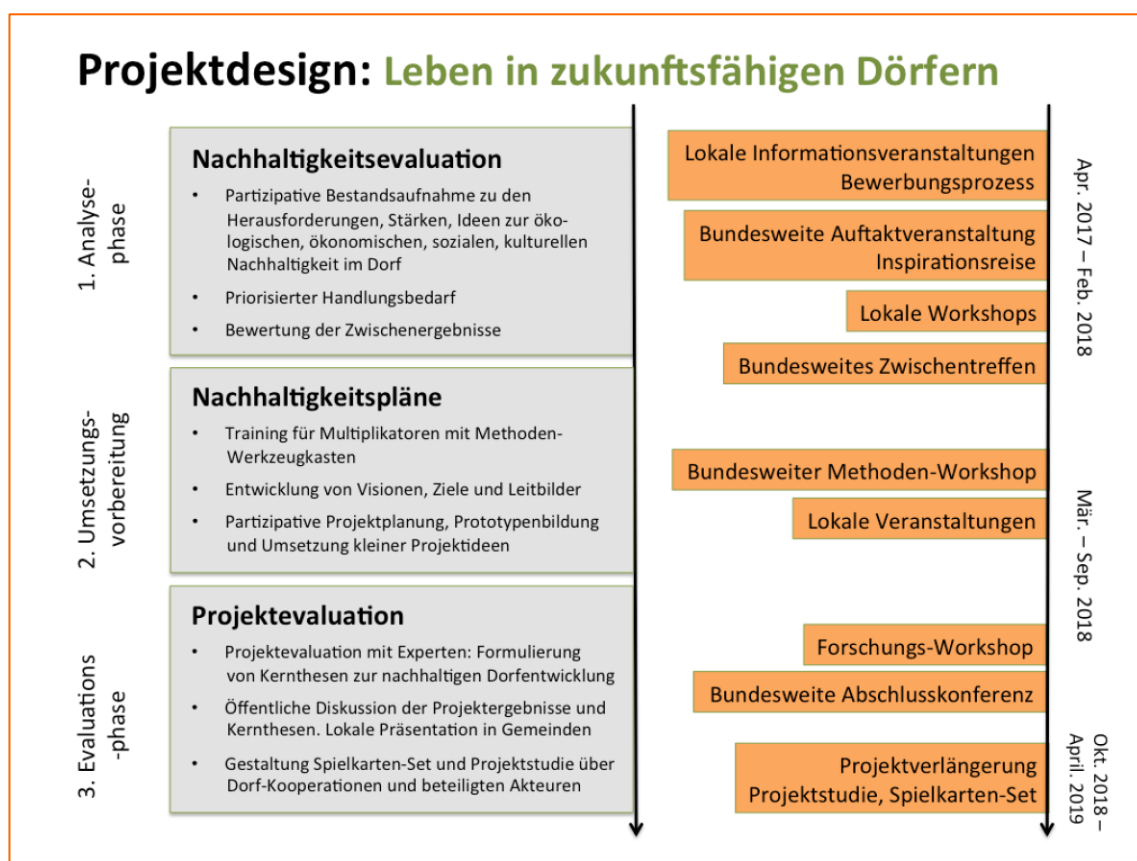 Projektdesign: Leben in zukunftsfähigen Dörfern
1. Analyse-
phase
Nachhaltigkeitsevaluation
• Partizipative Bestandsaufnahme zu den
Herausforderungen, Stärken, Ideen zur öko-
logischen, ökonomischen, sozialen, kulturellen
Nachhaltigkeit im Dorf
• Priorisierter Handlungsbedarf
• Bewertung der Zwischenergebnisse
Lokale Informationsveranstaltungen
Bewerbungsprozess
Bundesweite Auftaktveranstaltung
Inspirationsreise
Lokale Workshops
Bundesweites Zwischentreffen
Apr. 2017 – Feb. 2018
2. Umsetzungs-
vorbereitung
Nachhaltigkeitspläne
• Training für Multiplikatoren mit Methoden-
Werkzeugkasten
• Entwicklung von Visionen, Ziele und Leitbilder
• Partizipative Projektplanung, Prototypenbildung
und Umsetzung kleiner Projektideen
Bundesweiter Methoden-Workshop
Lokale Veranstaltungen
Mär. – Sep. 2018
3. Evaluations
-phase
Projektevaluation
• Projektevaluation mit Experten: Formulierung
von Kernthesen zur nachhaltigen Dorfentwicklung
• Öffentliche Diskussion der Projektergebnisse und
Kernthesen. Lokale Präsentation in Gemeinden
• Gestaltung Spielkarten-Set und Projektstudie über
Dorf-Kooperationen und beteiligten Akteuren
Forschungs-Workshop
Bundesweite Abschlusskonferenz
Projektverlängerung
Projektstudie, Spielkarten-Set
Okt. 2018 –
April. 2019